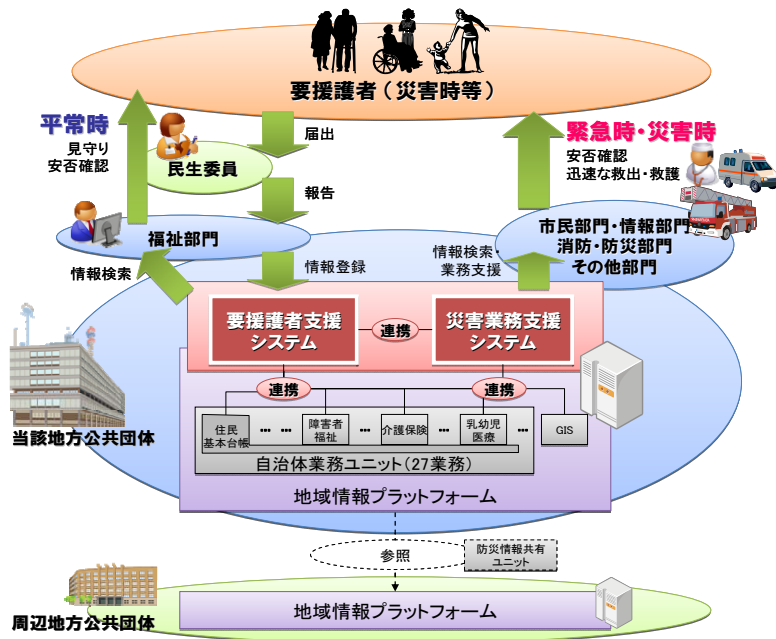 要援護者(災害時等)
平常時
見守り
安否確認
届出
民生委員
報告
緊急時・災害時
安否確認
迅速な救出・救護
福祉部門
市民部門・情報部門
消防・防災部門
その他部門
情報検索
情報登録
情報検索・
業務支援
要援護者支援
システム
連携
災害業務支援
システム
連携
連携
住民
基本台帳
… …
障害者
福祉
…
介護保険
…
乳幼児
医療
…
GIS
自治体業務ユニット(27業務)
当該地方公共団体
地域情報プラットフォーム
参照
防災情報共有
ユニット
周辺地方公共団体
地域情報プラットフォーム